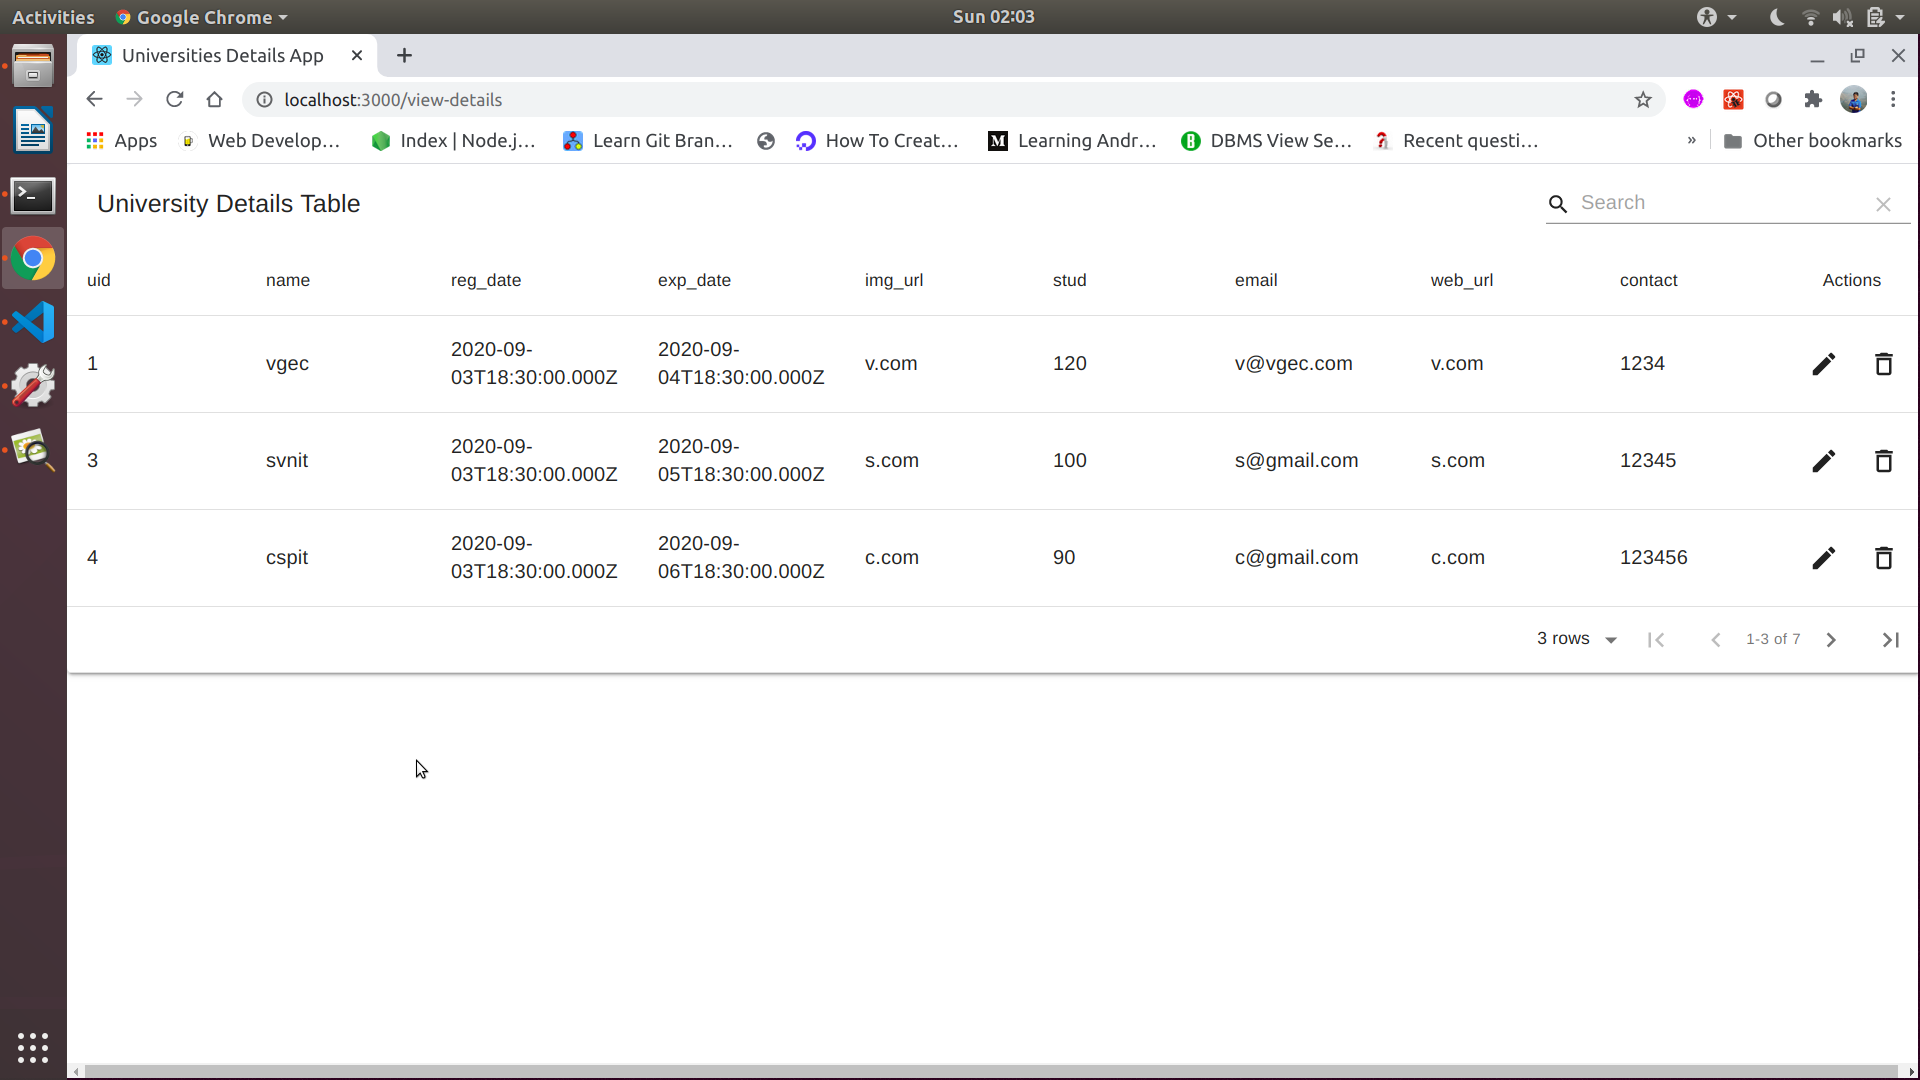 Activities Google Chrome Sun 02:03
Universities Details App
localhost:3000/view-details
Apps Web Develop... Index | Node.j... Learn Git Bran... How To Creat... M Learning Andr... B DBMS View Se... ? Recent questi... » Other bookmarks
University Details Table Search
uid name reg_date exp_date img_url stud email web_url contact Actions
1 vgec 2020-09-03T18:30:00.000Z 2020-09-04T18:30:00.000Z v.com 120 v@vgec.com v.com 1234
3 svnit 2020-09-03T18:30:00.000Z 2020-09-05T18:30:00.000Z s.com 100 s@gmail.com s.com 12345
4 cspit 2020-09-03T18:30:00.000Z 2020-09-06T18:30:00.000Z c.com 90 c@gmail.com c.com 123456
3 rows 1-3 of 7